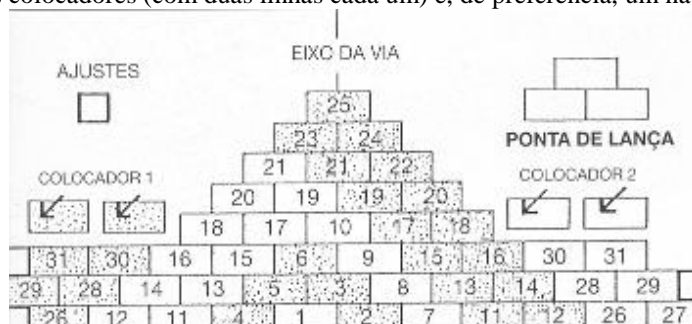 colocadores (com duas linhas cada um) e, de preferência, um na
EIXO DA VIA
AJUSTES
25
23 24
PONTA DE LANÇA
21 21 22
COLOCADOR 1
COLOCADOR 2
20 19 19 20
18 17 10 17 18
31 30 16 15 6 9 15 16 30 31
29 28 14 13 5 3 8 13 14 28 29
26 12 11 4 1 2 7 11 12 26 27